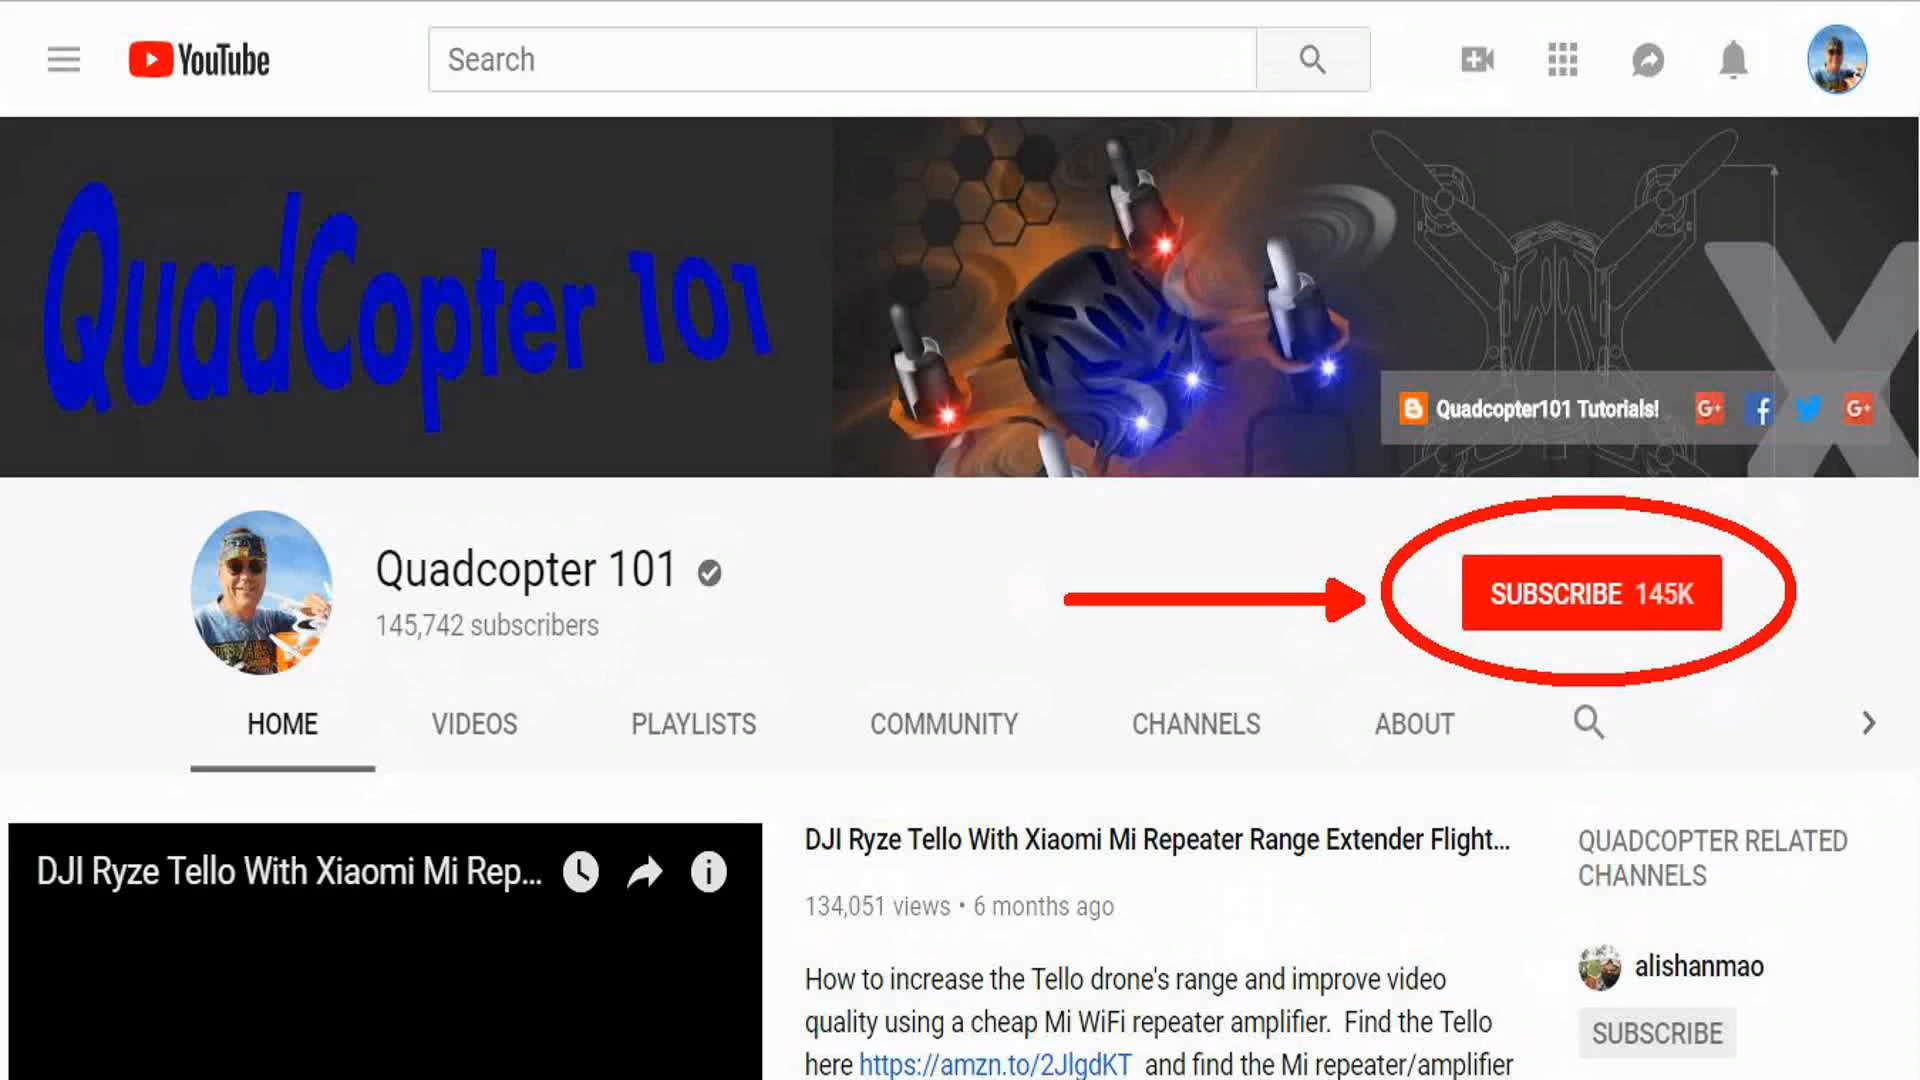 YouTube
Search
QuadCopter 101
X
Quadcopter101 Tutorials!
G+
f
G+
Quadcopter 101
145,742 subscribers
SUBSCRIBE 145K
HOME VIDEOS PLAYLISTS COMMUNITY CHANNELS ABOUT
DJI Ryze Tello With Xiaomi Mi Rep...
DJI Ryze Tello With Xiaomi Mi Repeater Range Extender Flight...
134,051 views • 6 months ago
How to increase the Tello drone's range and improve video
quality using a cheap Mi WiFi repeater amplifier. Find the Tello
here https://amzn.to/2JlgdKT and find the Mi repeater/amplifier
QUADCOPTER RELATED
CHANNELS
alishanmao
SUBSCRIBE